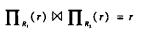 ∏_{R₁}(r) ⋈ ∏_{R₂}(r) = r